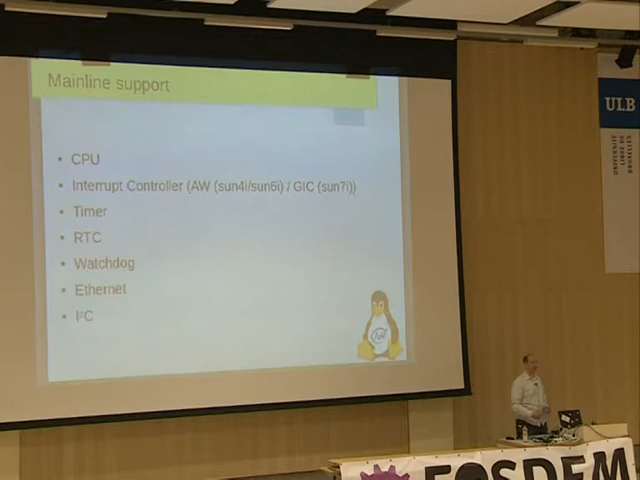 Mainline support
• CPU
• Interrupt Controller (AW (sun4i/sun6i) / GIC (sun7i))
• Timer
• RTC
• Watchdog
• Ethernet
• I²C
ULB
FOSDEM